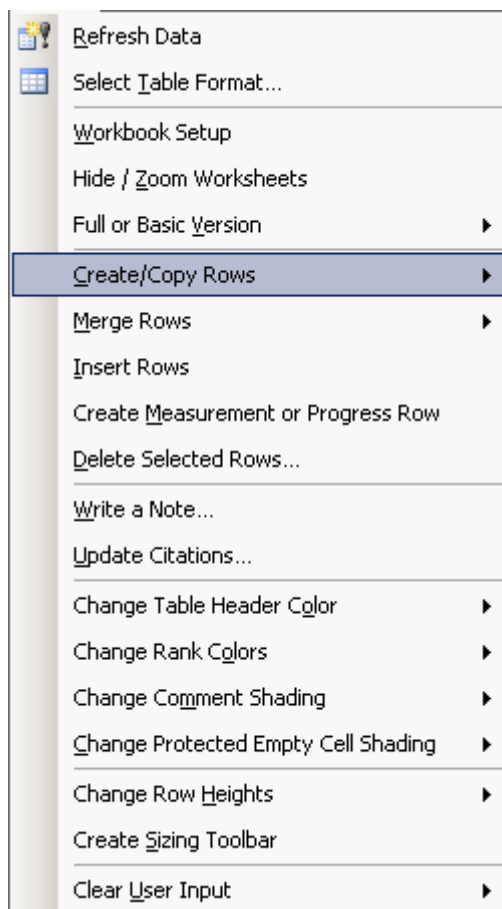 Refresh Data
Select Table Format...
Workbook Setup
Hide / Zoom Worksheets
Full or Basic Version
Create/Copy Rows
Merge Rows
Insert Rows
Create Measurement or Progress Row
Delete Selected Rows...
Write a Note...
Update Citations...
Change Table Header Color
Change Rank Colors
Change Comment Shading
Change Protected Empty Cell Shading
Change Row Heights
Create Sizing Toolbar
Clear User Input